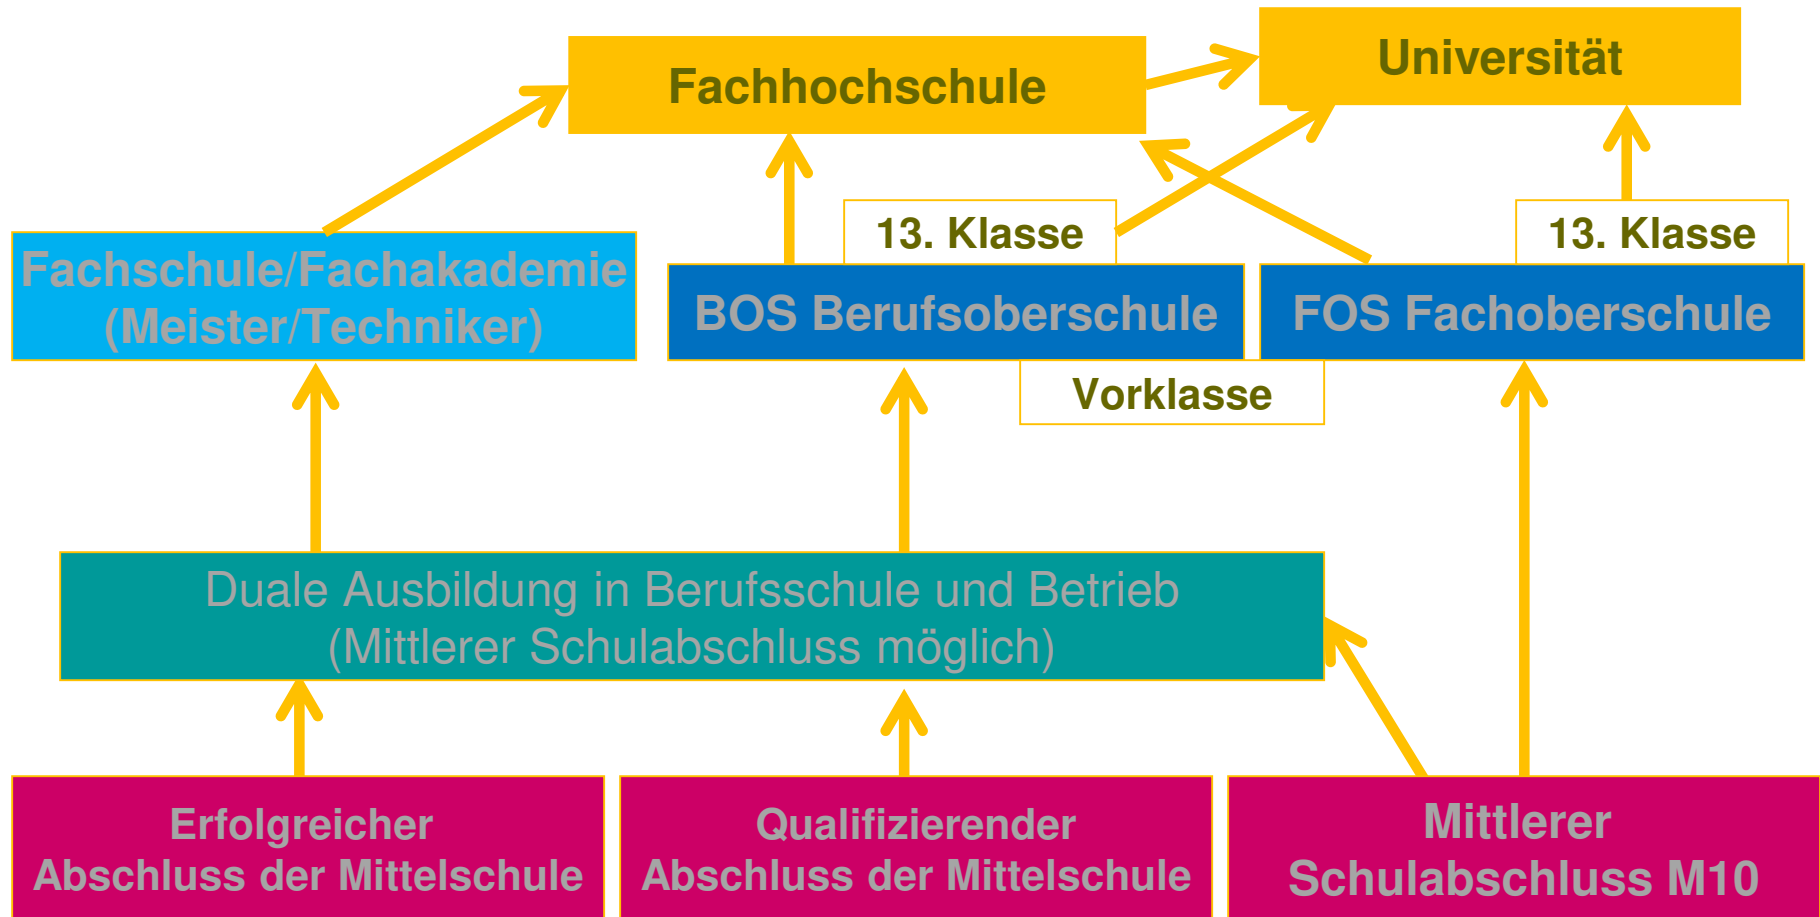 Fachhochschule
Universität
13. Klasse
13. Klasse
Fachschule/Fachakademie
(Meister/Techniker)
BOS Berufsoberschule
FOS Fachoberschule
Vorklasse
Duale Ausbildung in Berufsschule und Betrieb
(Mittlerer Schulabschluss möglich)
Erfolgreicher
Abschluss der Mittelschule
Qualifizierender
Abschluss der Mittelschule
Mittlerer
Schulabschluss M10